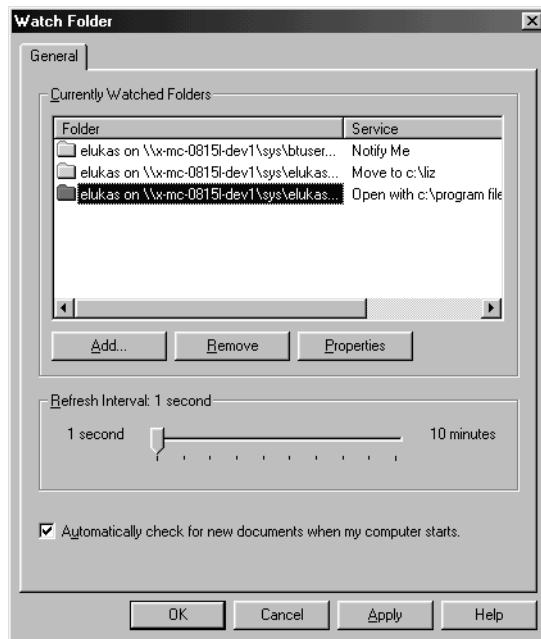 Watch Folder
General
Currently Watched Folders
Folder Service
elukas on \\x-mc-0815l-dev1\sys\btuser... Notify Me
elukas on \\x-mc-0815l-dev1\sys\elukas... Move to c:\liz
elukas on \\x-mc-0815l-dev1\sys\elukas... Open with c:\program file
Add... Remove Properties
Refresh Interval: 1 second
1 second 10 minutes
Automatically check for new documents when my computer starts.
OK Cancel Apply Help